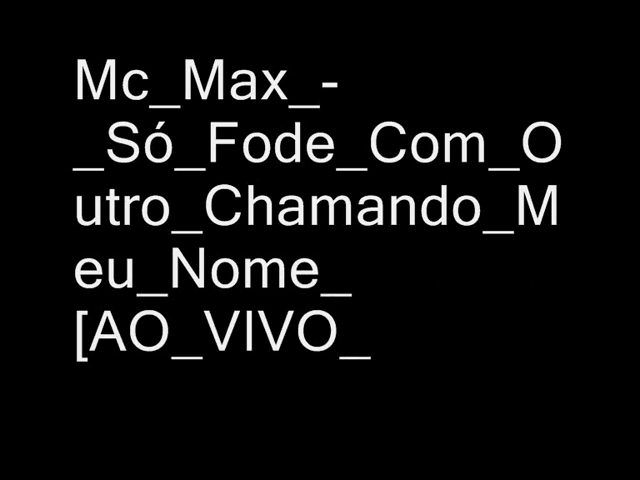 Mc_Max_-
_Só_Fode_Com_O
utro_Chamando_M
eu_Nome_
[AO_VIVO_